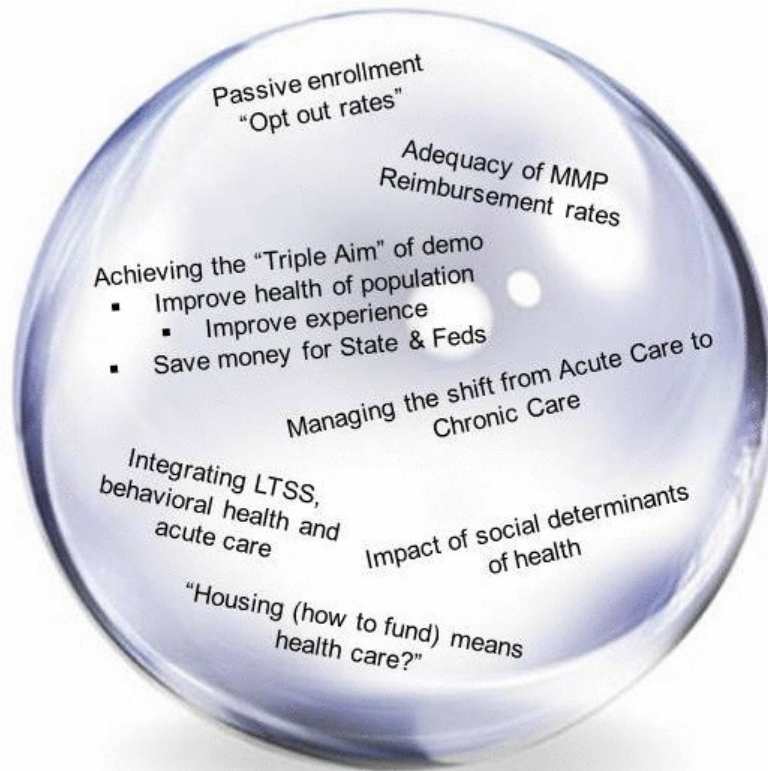 Passive enrollment
“Opt out rates”
Adequacy of MMP
Reimbursement rates
Achieving the “Triple Aim” of demo
▪ Improve health of population
▪ Improve experience
▪ Save money for State & Feds
Managing the shift from Acute Care to
Chronic Care
Integrating LTSS,
behavioral health and
acute care
Impact of social determinants
of health
“Housing (how to fund) means
health care?”